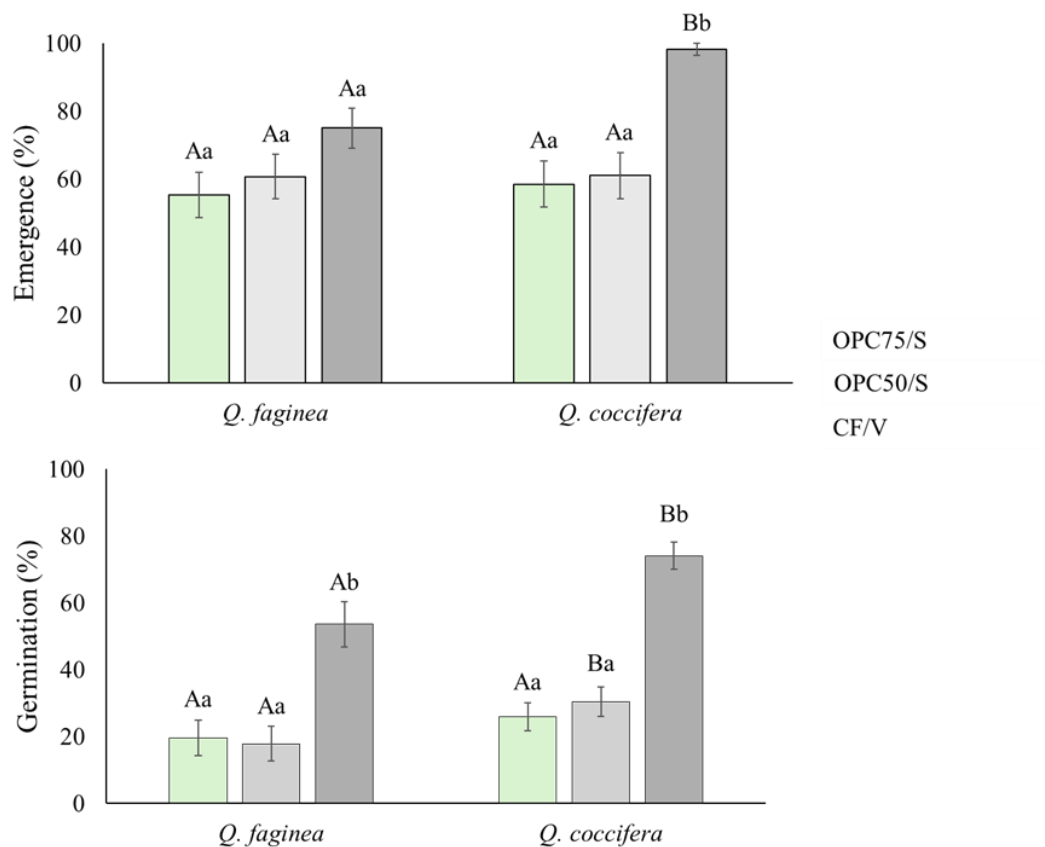 Bb
100
Aa
80
Aa
Aa
Aa
Aa
60
Emergence (%)
40
20
0
Q. faginea
Q. coccifera
OPC75/S
OPC50/S
CF/V
100
Bb
80
Ab
60
Germination (%)
Ba
40
Aa
Aa
Aa
20
0
Q. faginea
Q. coccifera